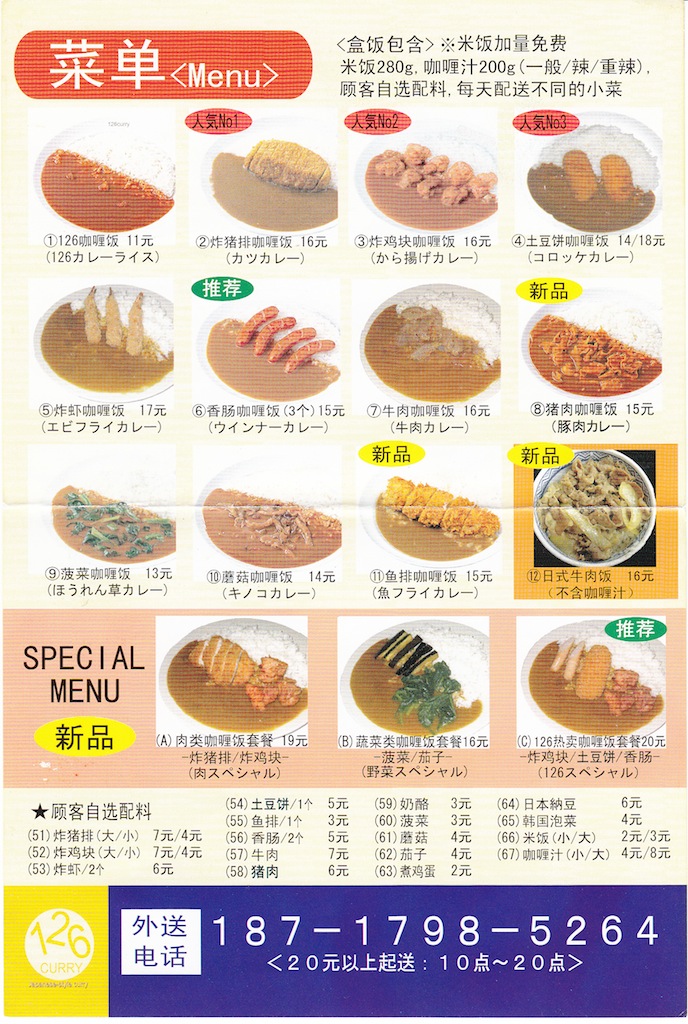 菜单<Menu>
<盒饭包含>※米饭加量免费
米饭280g,咖喱汁200g(一般/辣/重辣),
顾客自选配料,每天配送不同的小菜
126curry
人気No1
人気No2
人気No3
①126咖喱饭 11元
(126カレーライス)
②炸猪排咖喱饭 16元
(カツカレー)
③炸鸡块咖喱饭 16元
(から揚げカレー)
④土豆饼咖喱饭 14/18元
(コロッケカレー)
推荐
新品
⑤炸虾咖喱饭 17元
(エビフライカレー)
⑥香肠咖喱饭(3个)15元
(ウインナーカレー)
⑦牛肉咖喱饭 16元
(牛肉カレー)
⑧猪肉咖喱饭 15元
(豚肉カレー)
新品
新品
⑨菠菜咖喱饭 13元
(ほうれん草カレー)
⑩蘑菇咖喱饭 14元
(キノコカレー)
⑪鱼排咖喱饭 15元
(魚フライカレー)
⑫日式牛肉饭 16元
(不含咖喱汁)
SPECIAL
MENU
新品
推荐
(A)肉类咖喱饭套餐 19元
-炸猪排/炸鸡块-
(肉スペシャル)
(B)蔬菜类咖喱饭套餐16元
-菠菜/茄子-
(野菜スペシャル)
(C)126热卖咖喱饭套餐20元
-炸鸡块/土豆饼/香肠-
(126スペシャル)
★顾客自选配料
(51)炸猪排(大/小) 7元/4元
(52)炸鸡块(大/小) 7元/4元
(53)炸虾/2个 6元
(54)土豆饼/1个 5元
(55)鱼排/1个 3元
(56)香肠/2个 5元
(57)牛肉 7元
(58)猪肉 6元
(59)奶酪 3元
(60)菠菜 3元
(61)蘑菇 4元
(62)茄子 4元
(63)煮鸡蛋 2元
(64)日本納豆 6元
(65)韩国泡菜 4元
(66)米饭(小/大) 2元/3元
(67)咖喱汁(小/大) 4元/8元
126
CURRY
Japanese-style curry
外送
电话
187-1798-5264
<20元以上起送:10点~20点>